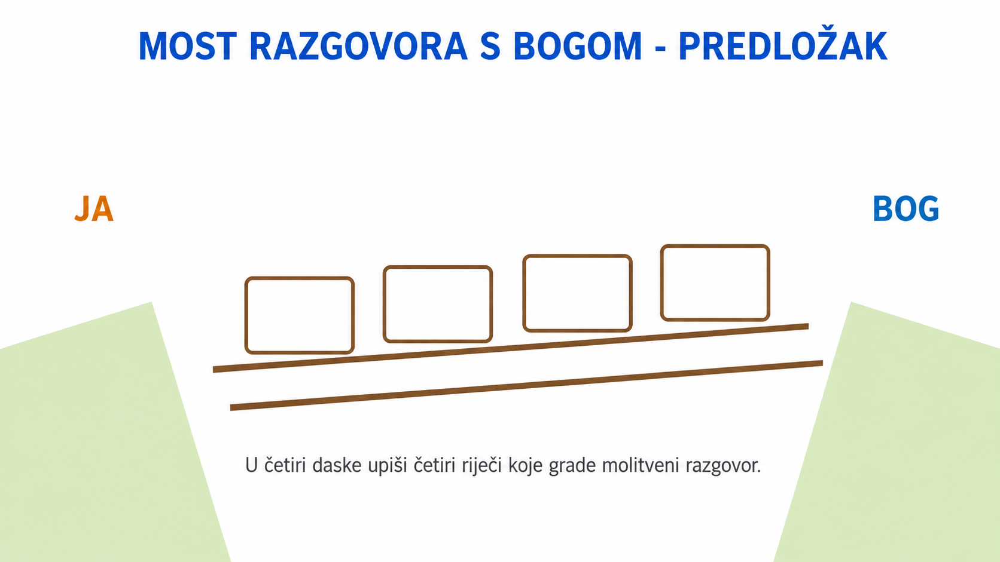 MOST RAZGOVORA S BOGOM - PREDLOŽAK
JA
BOG
U četiri daske upiši četiri riječi koje grade molitveni razgovor.